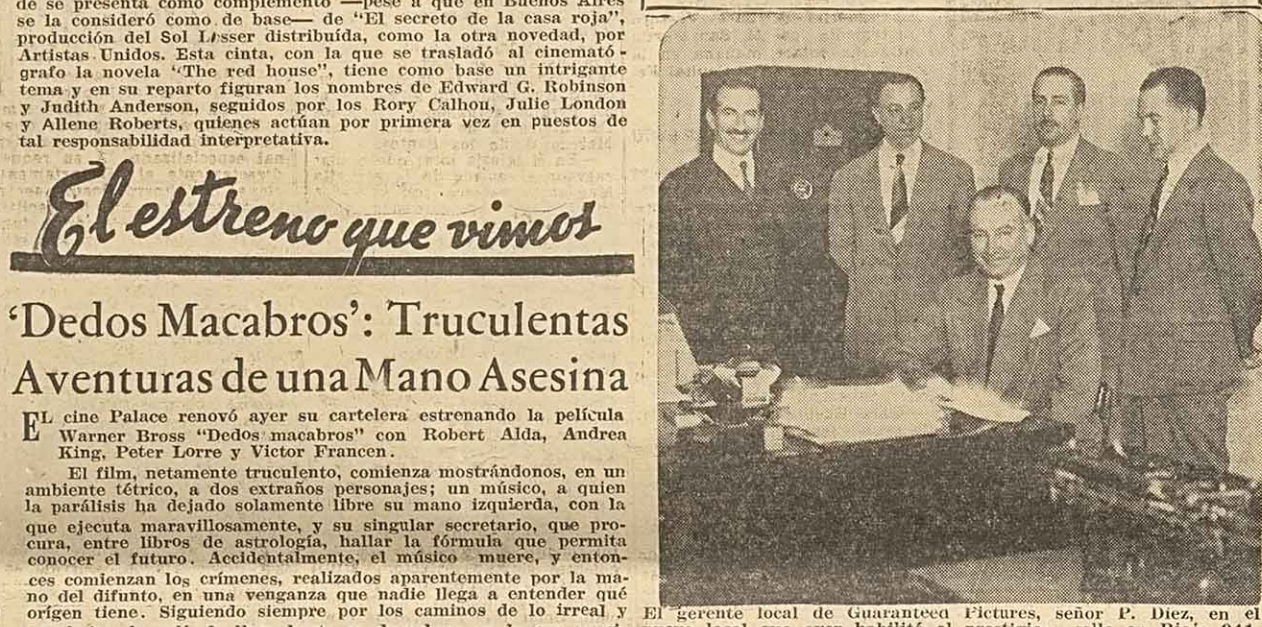 de se presenta como complemento —pese a que en Buenos Aires
se la consideró como de base— de "El secreto de la casa roja",
producción del Sol Lesser distribuída, como la otra novedad, por
Artistas Unidos. Esta cinta, con la que se trasladó al cinemató-
grafo la novela "The red house", tiene como base un intrigante
tema y en su reparto figuran los nombres de Edward G. Robinson
y Judith Anderson, seguidos por los Rory Calhou, Julie London
y Allene Roberts, quienes actúan por primera vez en puestos de
tal responsabilidad interpretativa.
El estreno que vimos
'Dedos Macabros': Truculentas
Aventuras de una Mano Asesina
EL cine Palace renovó ayer su cartelera estrenando la película
Warner Bross "Dedos macabros" con Robert Alda, Andrea
King, Peter Lorre y Victor Francen.
El film, netamente truculento, comienza mostrándonos, en un
ambiente tétrico, a dos extraños personajes; un músico, a quien
la parálisis ha dejado solamente libre su mano izquierda, con la
que ejecuta maravillosamente, y su singular secretario, que pro-
cura, entre libros de astrología, hallar la fórmula que permita
conocer el futuro. Accidentalmente, el músico muere, y enton-
ces comienzan los crímenes, realizados aparentemente por la ma-
no del difunto, en una venganza que nadie llega a entender qué
orígen tiene. Siguiendo siempre por los caminos de lo irreal y
El gerente local de Guaranteed Pictures, señor P. Díez, en el